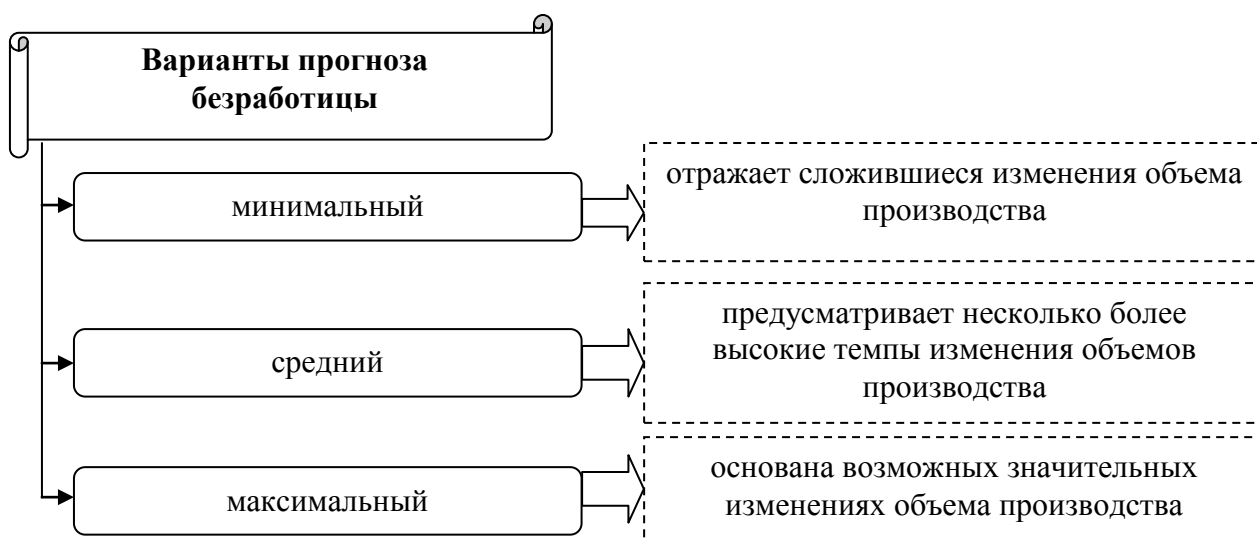 Варианты прогноза
безработицы
минимальный
отражает сложившиеся изменения объема
производства
средний
предусматривает несколько более
высокие темпы изменения объемов
производства
максимальный
основана возможных значительных
изменениях объема производства